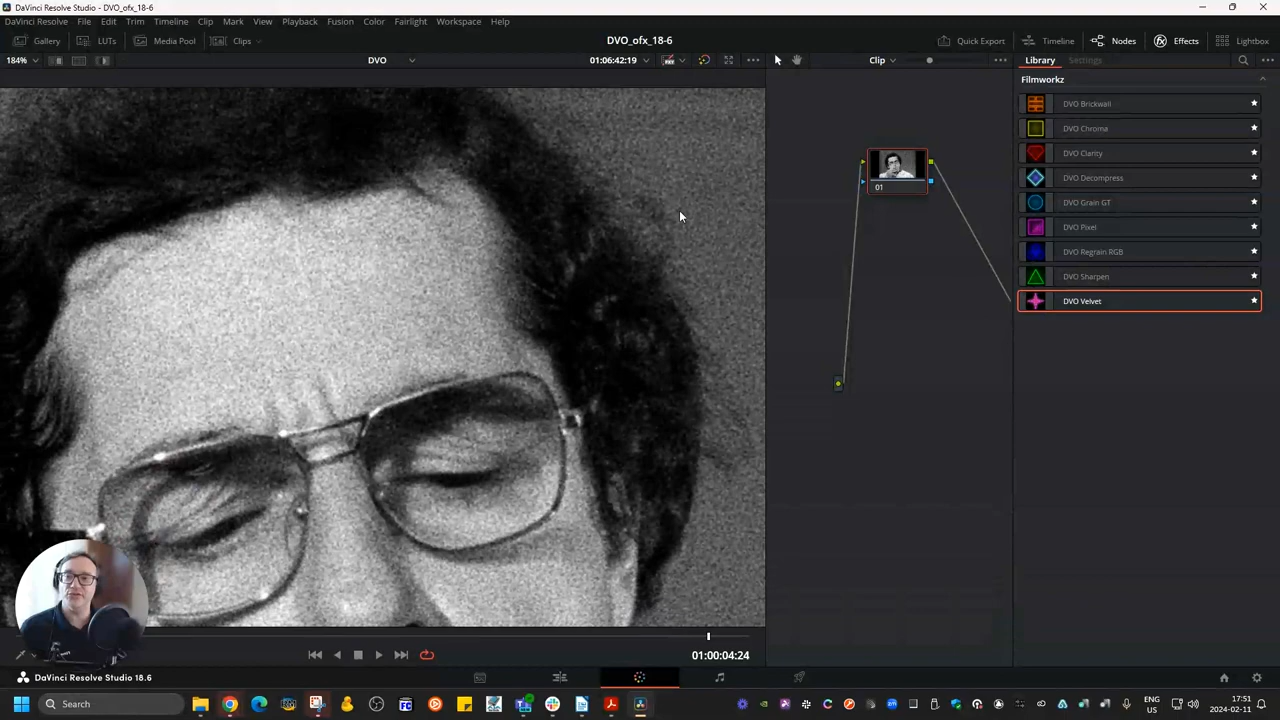 DaVinci Resolve Studio - DVO_ofx_18-6
DaVinci Resolve File Edit Trim Timeline Clip Mark View Playback Fusion Color Fairlight Workspace Help
Gallery LUTs Media Pool Clips DVO_ofx_18-6 Quick Export Timeline Nodes Effects Lightbox
184% DVO 01:06:42:19 Clip Library Settings
Filmworkz
DVO Brickwall
DVO Chroma
DVO Clarity
DVO Decompress
DVO Grain GT
DVO Pixel
DVO Regrain RGB
DVO Sharpen
DVO Velvet
01
01:00:04:24
DaVinci Resolve Studio 18.6
Search
ENG
US
17:51
2024-02-11